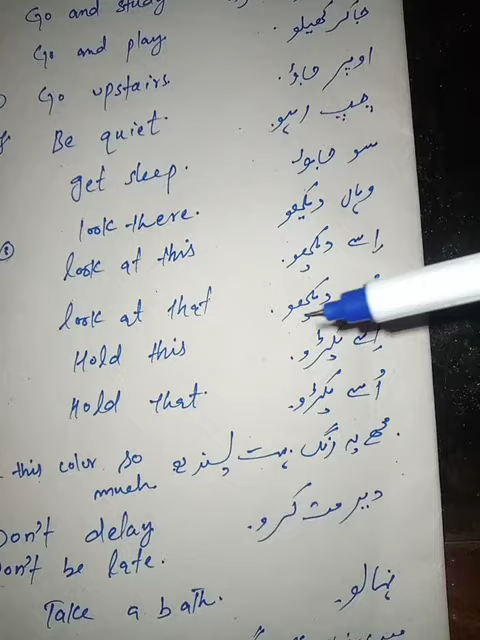 Go and study
Go and play. جاکر کھیلو.
Go upstairs. اوپر جاؤ.
Be quiet. چپ رہو.
get sleep. سو جاؤ
look there. وہاں دیکھو
look at this اِسے دیکھو.
look at that دیکھو.
Hold this اِسے پکڑو.
Hold that. اُسے پکڑو.
this color so much مجھے یہ رنگ بہت پسند ہے.
Don't delay دیر مت کرو.
Don't be late.
Take a bath. نہالو.